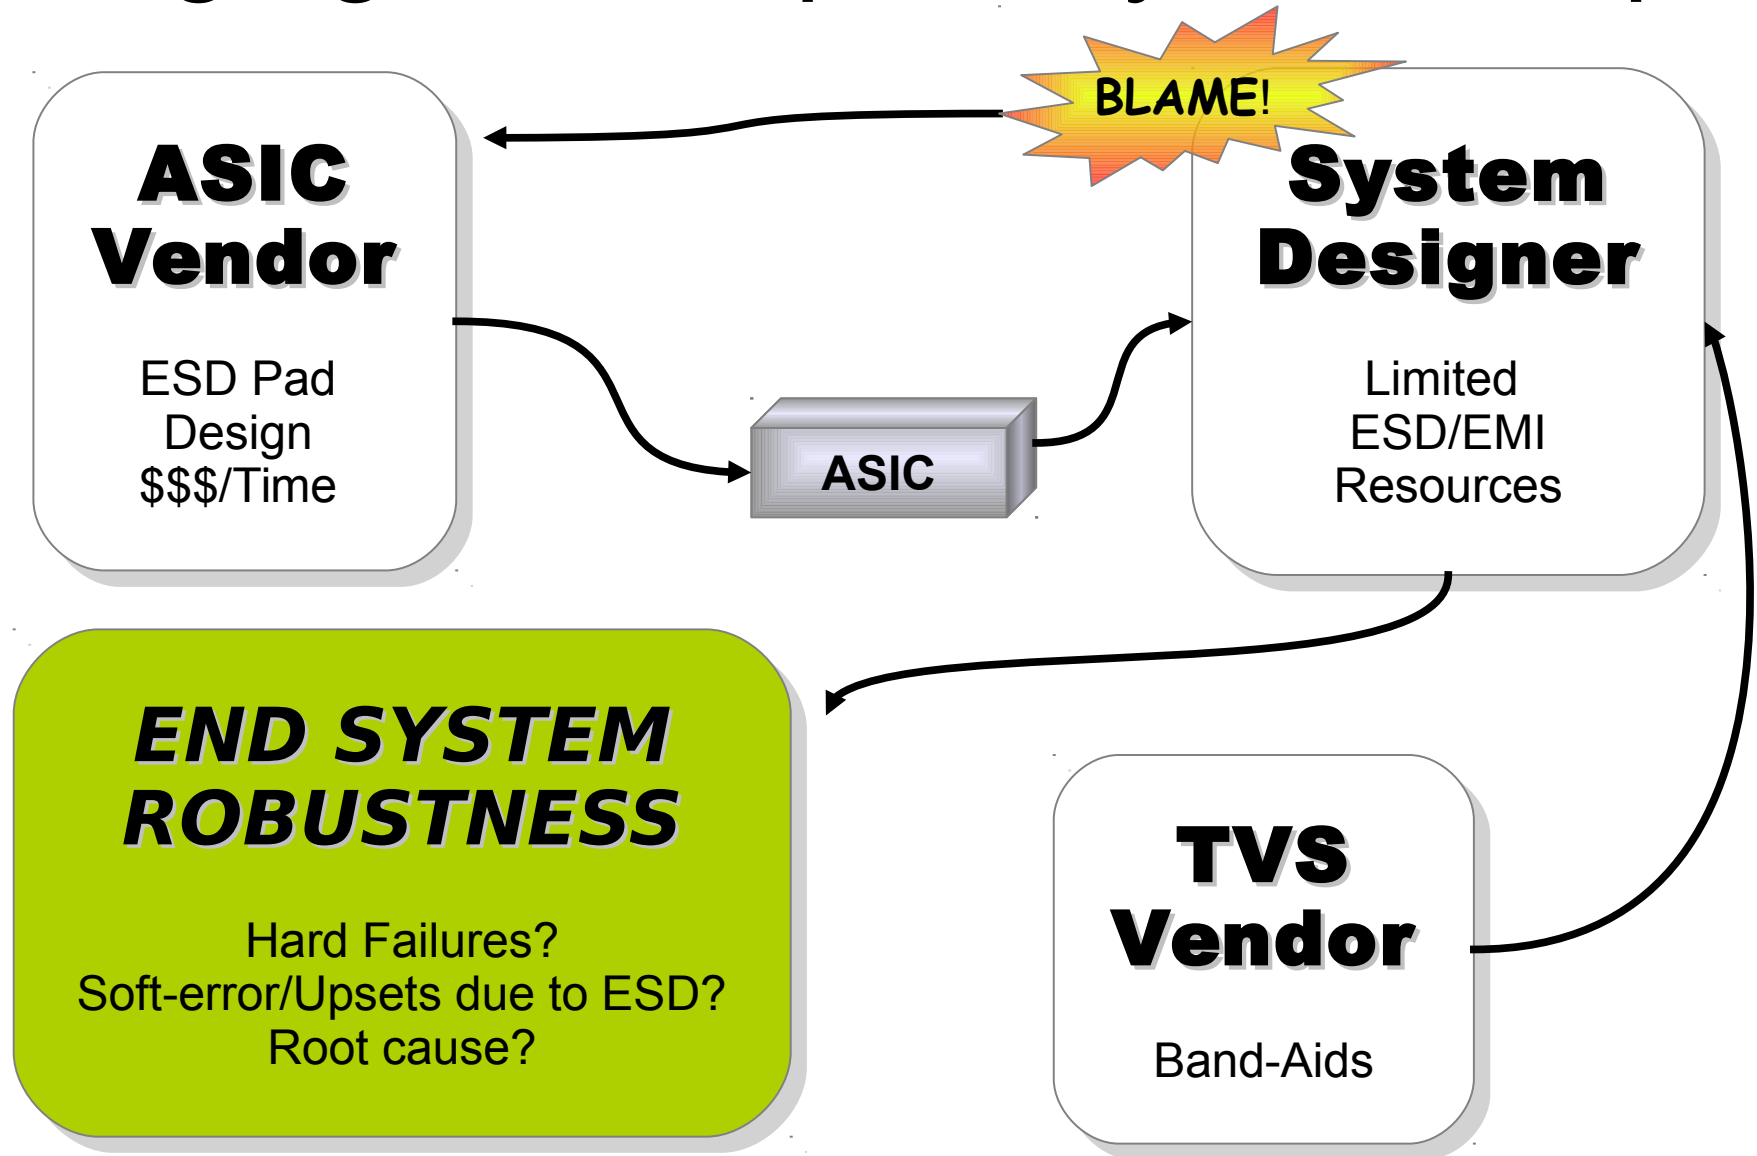 BLAME!
ASIC
Vendor
ESD Pad
Design
$$$/Time
ASIC
System
Designer
Limited
ESD/EMI
Resources
END SYSTEM
ROBUSTNESS
Hard Failures?
Soft-error/Upsets due to ESD?
Root cause?
TVS
Vendor
Band-Aids